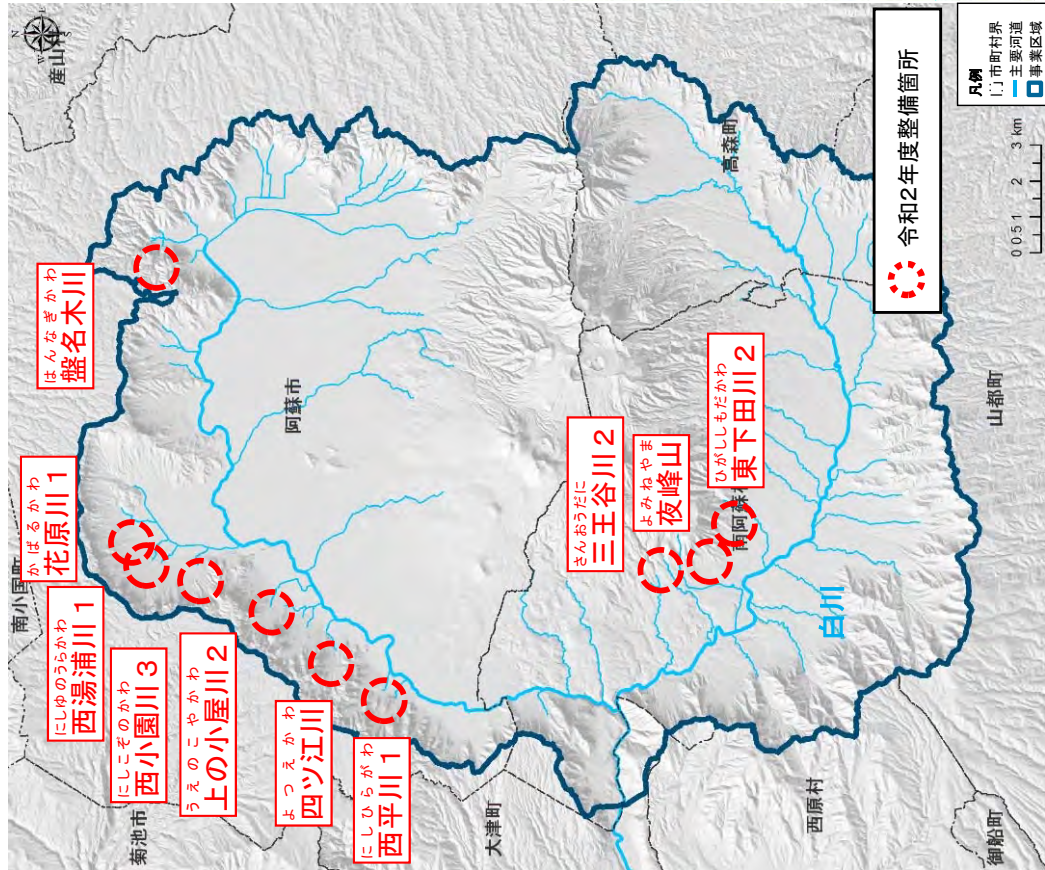 N
W
E
S
産山村
南小国町
はんなぎかわ
盤名木川
かばるかわ
花原川1
にしゆのうらかわ
西湯浦川1
にしこぞのかわ
西小園川3
うえのこやかわ
上の小屋川2
よつえかわ
四ツ江川
にしひらがわ
西平川1
菊池市
阿蘇市
大津町
高森町
さんおうだに
三王谷川2
よみねやま
夜峰山
ひがししもだかわ
東下田川2
南阿蘇村
白川
西原村
御船町
山都町
令和2年度整備箇所
凡例
市町村界
主要河道
事業区域
0 0.5 1 2 3 km